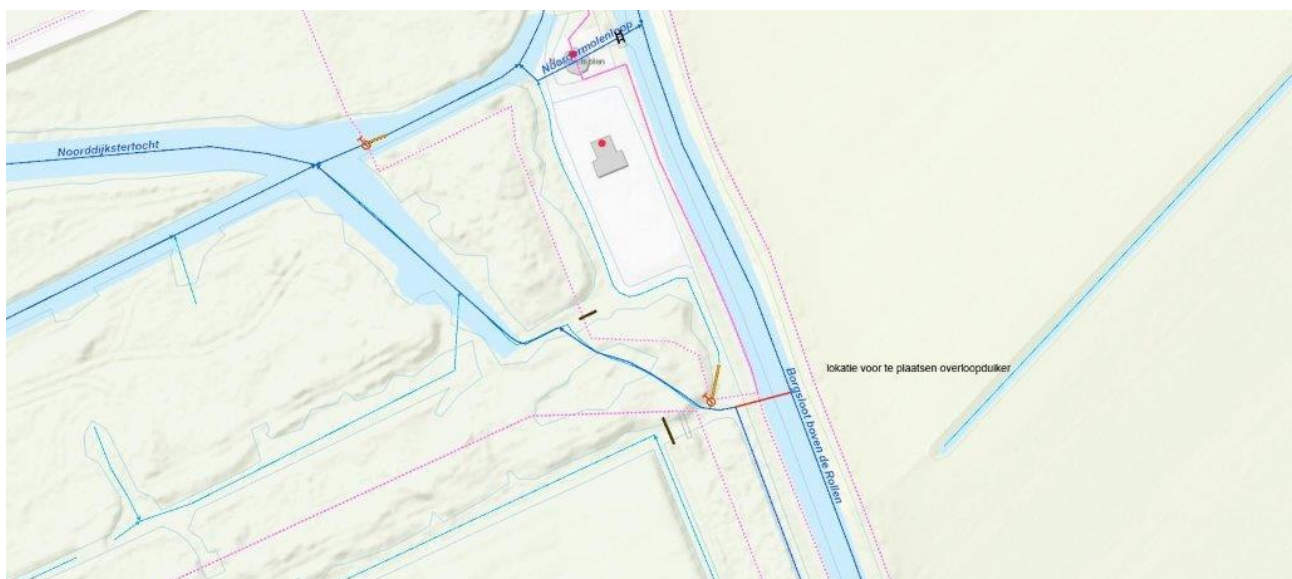 Noordermolenloop
Noorddijkstertocht
lokatie voor te plaatsen overloopduiker
Borgsloot boven de Rollen